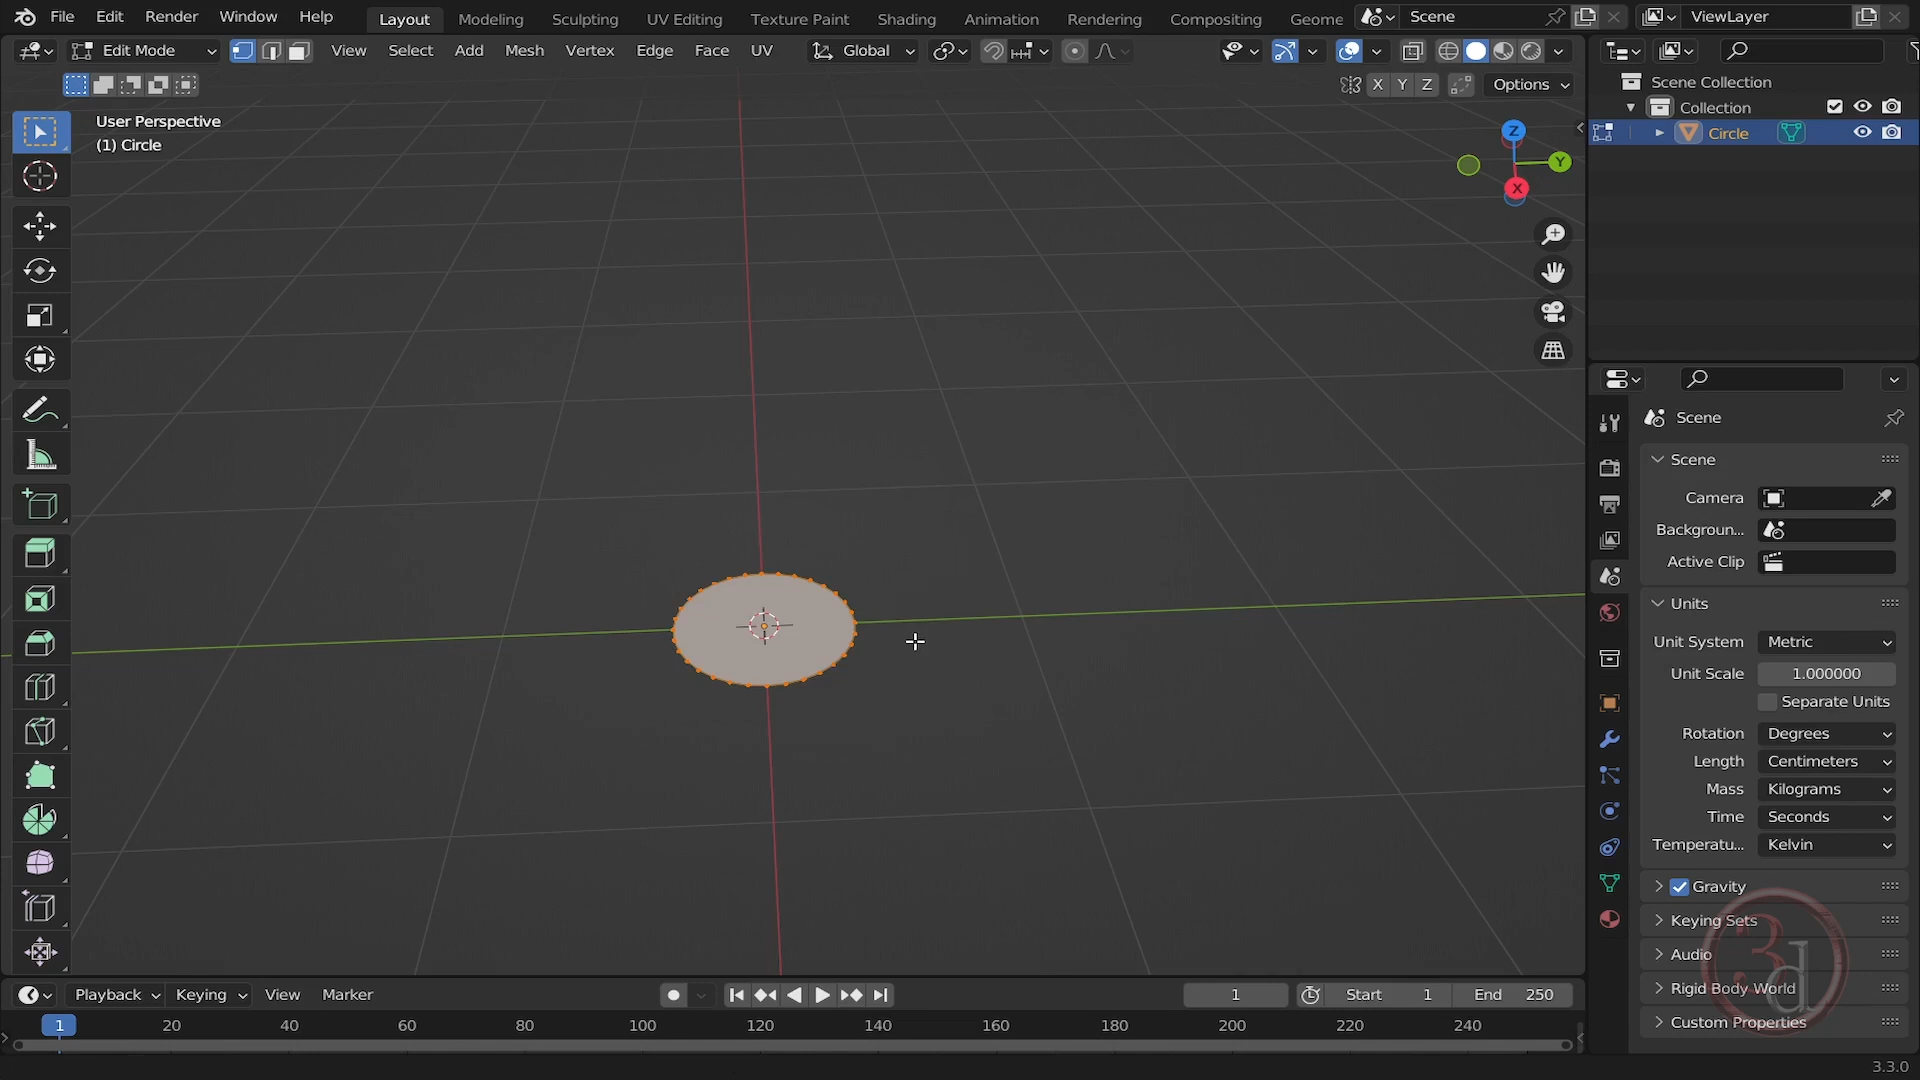 File Edit Render Window Help Layout Modeling Sculpting UV Editing Texture Paint Shading Animation Rendering Compositing Geome Scene ViewLayer
Edit Mode View Select Add Mesh Vertex Edge Face UV Global
X Y Z Options
User Perspective
(1) Circle
Z
Y
X
Scene Collection
Collection
Circle
Scene
Scene
Camera
Backgroun...
Active Clip
Units
Unit System Metric
Unit Scale 1.000000
Separate Units
Rotation Degrees
Length Centimeters
Mass Kilograms
Time Seconds
Temperatu... Kelvin
Gravity
Keying Sets
Audio
Rigid Body World
Custom Properties
3d
Playback Keying View Marker 1 Start 1 End 250
1 20 40 60 80 100 120 140 160 180 200 220 240
3.3.0